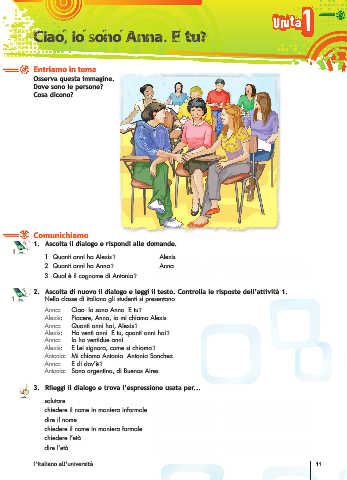 Unità 1
Ciao, io sono Anna. E tu?
Entriamo in tema
Osserva questa immagine.
Dove sono le persone?
Cosa dicono?
Comunichiamo
1. Ascolta il dialogo e rispondi alle domande.
1 Quanti anni ha Alexis? Alexis
2 Quanti anni ha Anna? Anna
3 Qual è il cognome di Antonia?
2. Ascolta di nuovo il dialogo e leggi il testo. Controlla le risposte dell'attività 1.
Nella classe di italiano gli studenti si presentano
Anna: Ciao Io sono Anna E tu?
Alexis: Piacere, Anna, io mi chiamo Alexis
Anna: Quanti anni hai, Alexis?
Alexis: Ho venti anni E tu, quanti anni hai?
Anna: Io ho ventidue anni
Alexis: E Lei signora, come si chiama?
Antonia: Mi chiamo Antonia Antonia Sanchez
Anna: E di dov'è?
Antonia: Sono argentina, di Buenos Aires
3. Rileggi il dialogo e trova l'espressione usata per...
salutare
chiedere il nome in maniera informale
dire il nome
chiedere il nome in maniera formale
chiedere l'età
dire l'età
l'italiano all'università
11